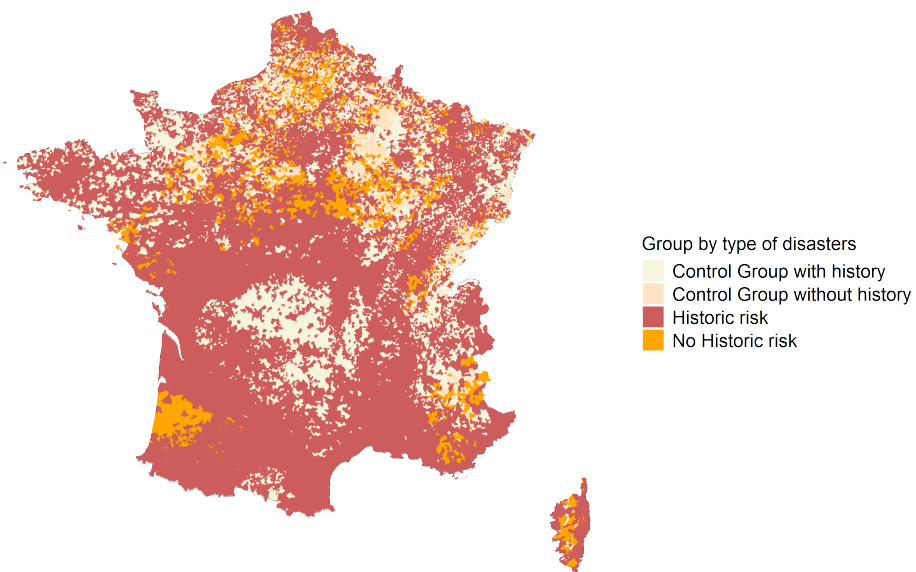 Group by type of disasters
Control Group with history
Control Group without history
Historic risk
No Historic risk